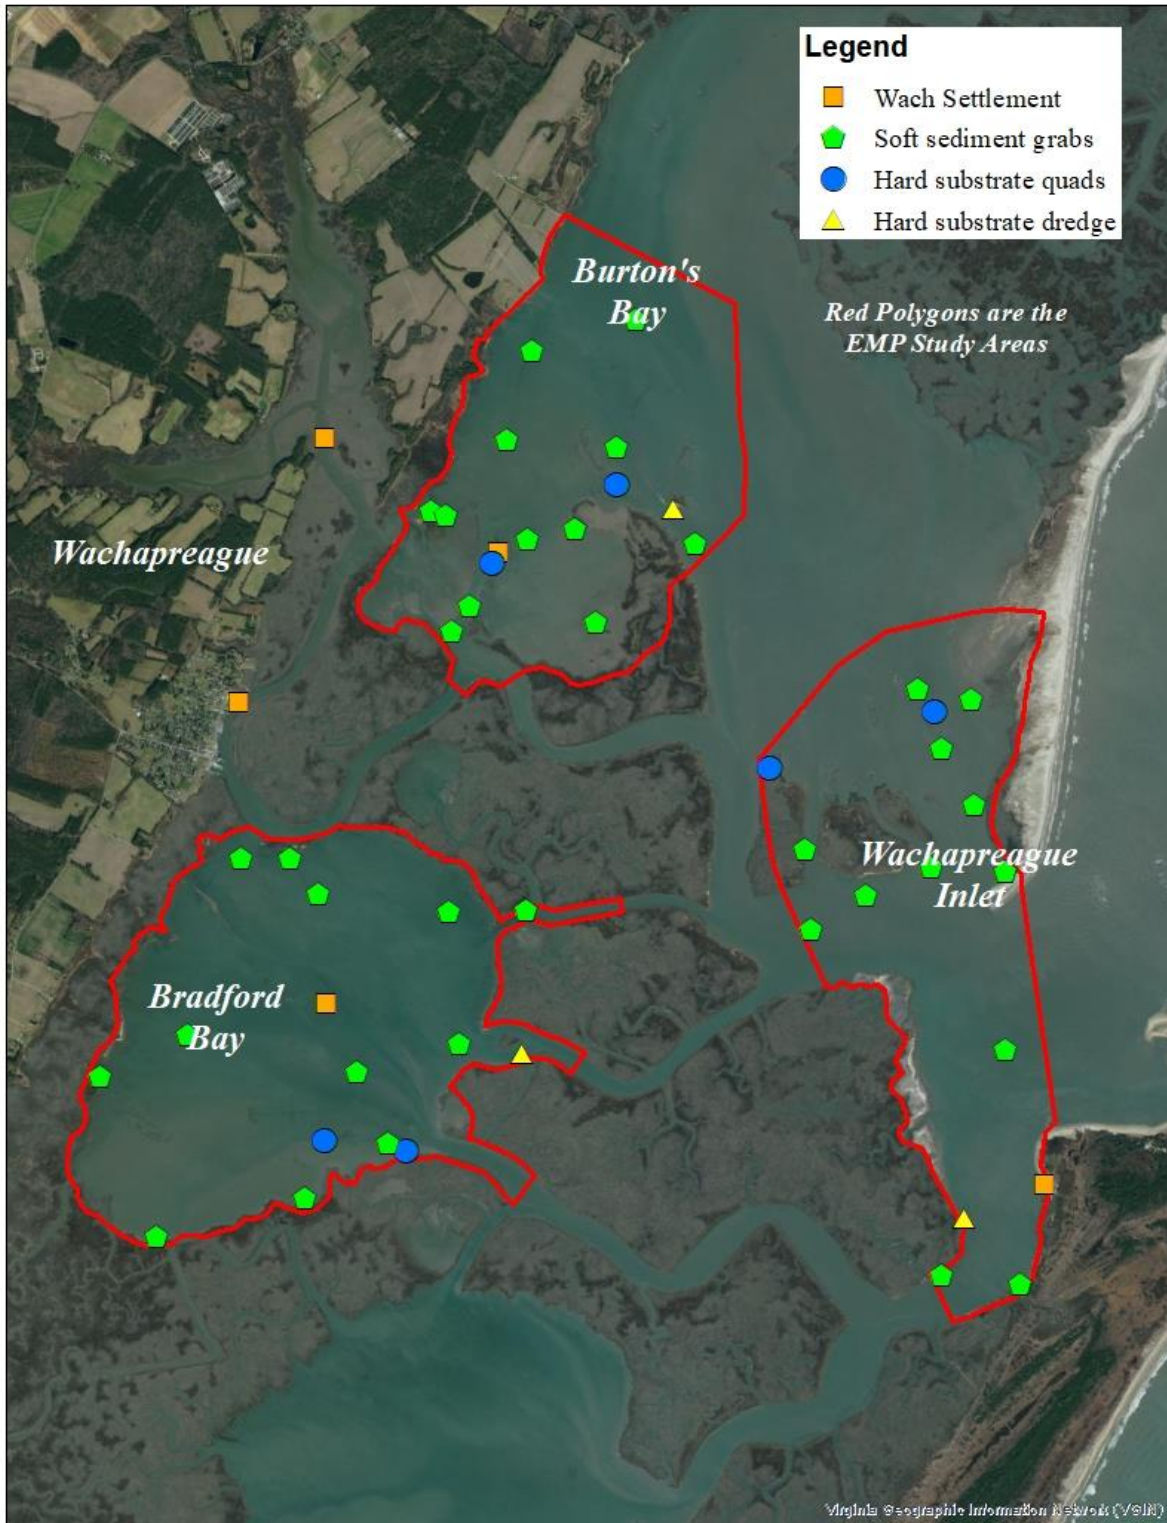 Legend
Wach Settlement
Soft sediment grabs
Hard substrate quads
Hard substrate dredge
Burton's
Bay
Red Polygons are the
EMP Study Areas
Wachapreague
Wachapreague
Inlet
Bradford
Bay
Virginia Geographic Information Network (VGIN)